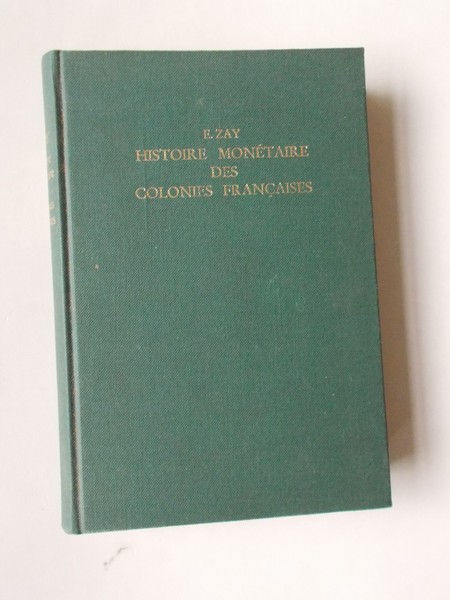 E. ZAY
HISTOIRE MONÉTAIRE
DES
COLONIES FRANÇAISES